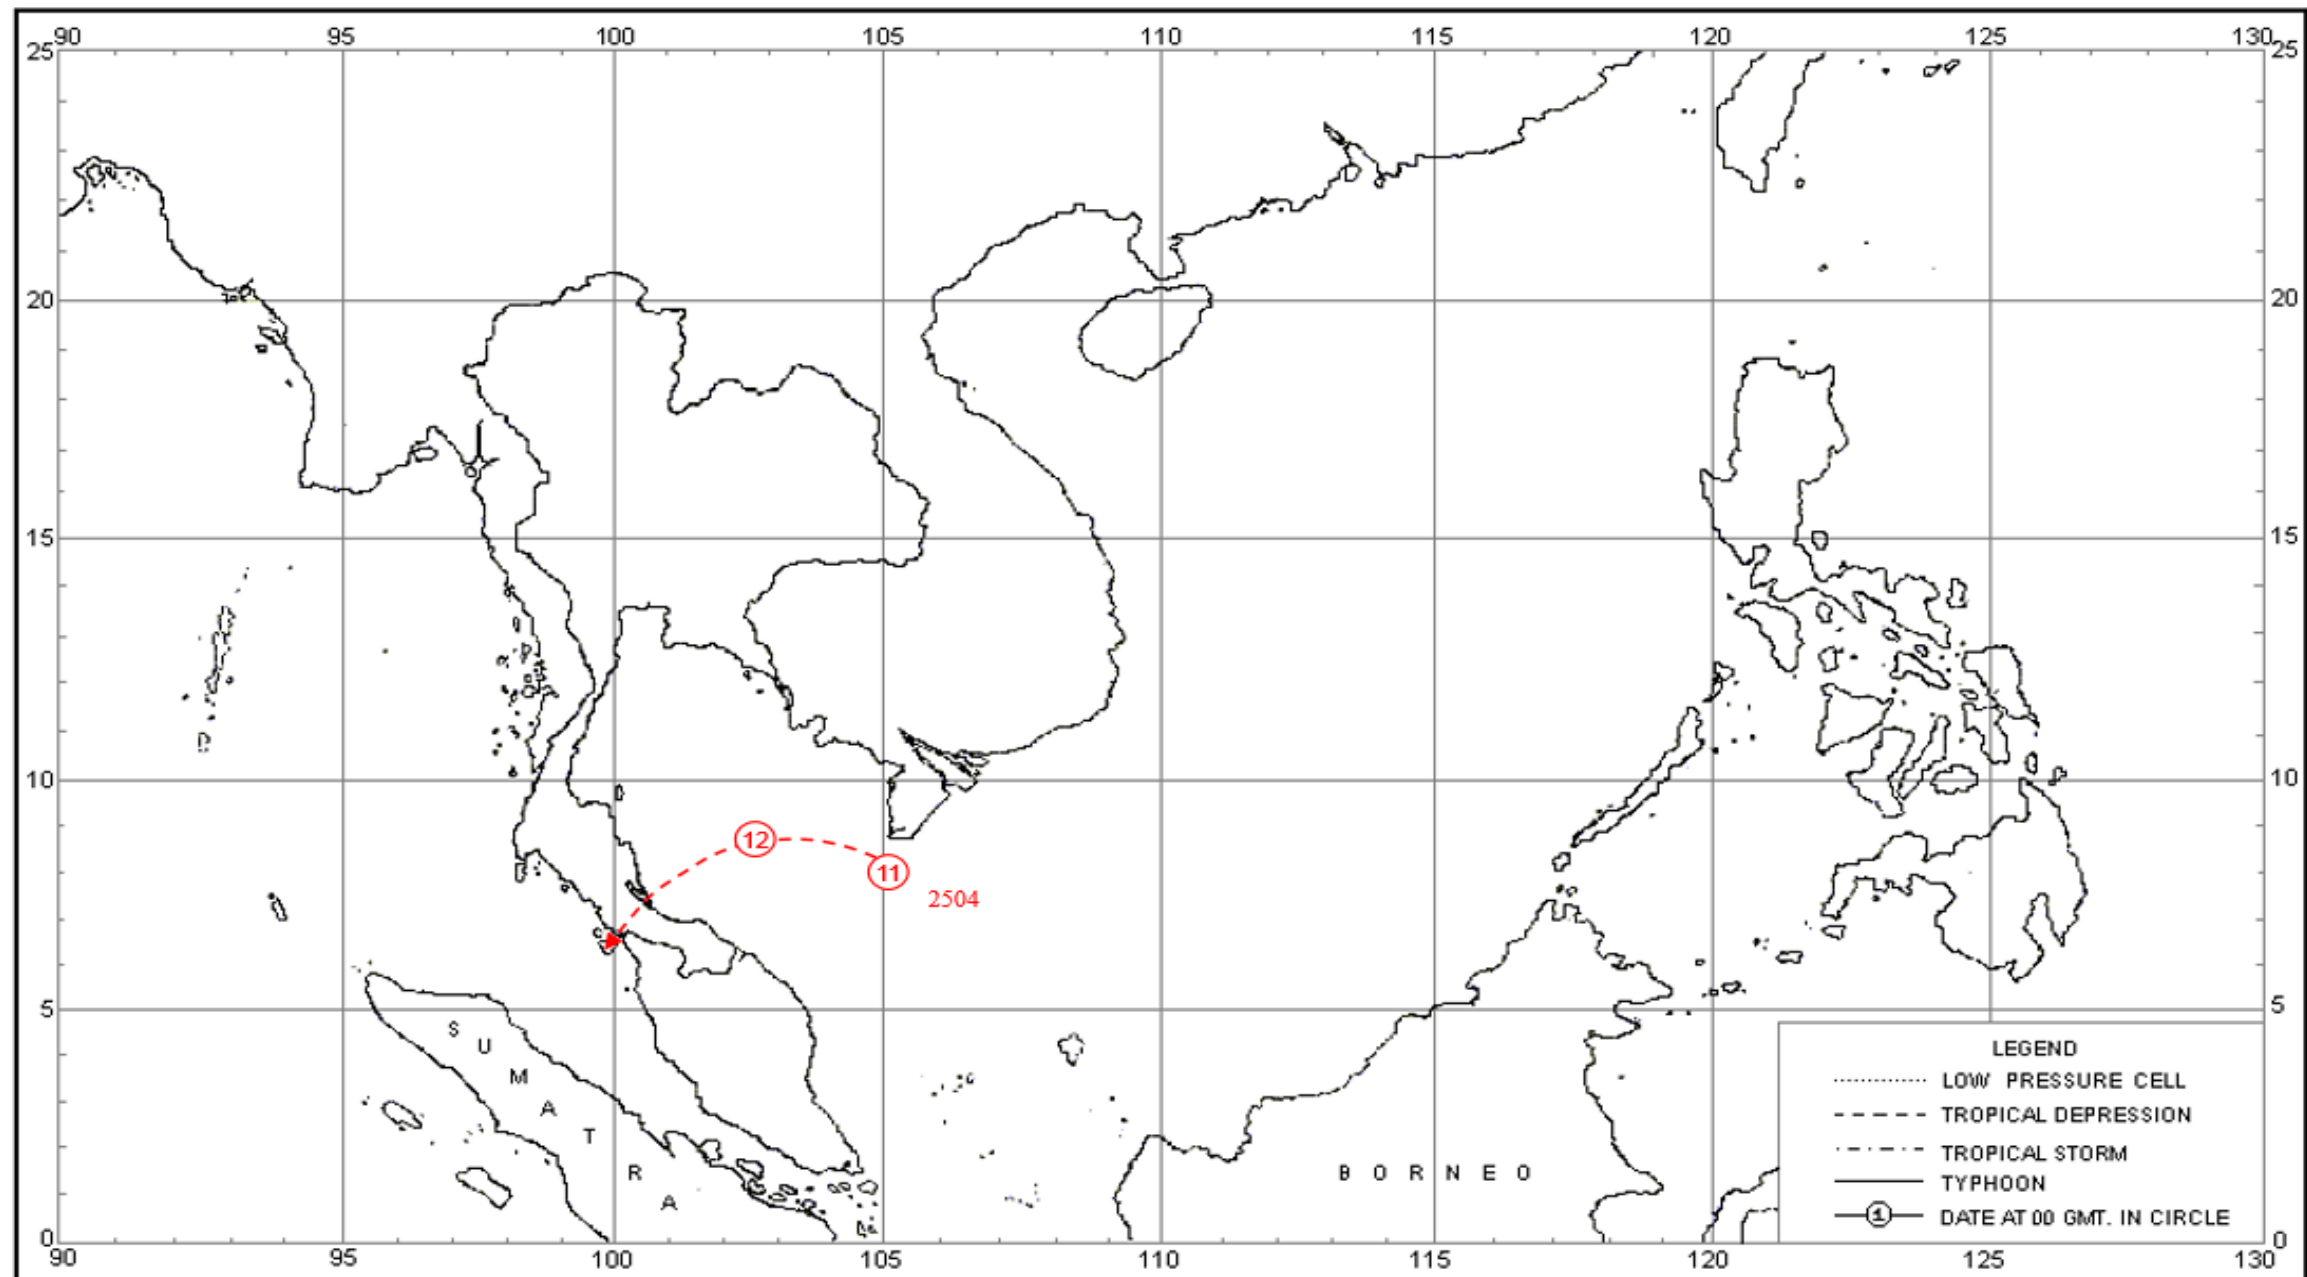 90 95 100 105 110 115 120 125 130
25 25
20 20
15 15
10 10
12
11
2504
5 5
S U M A T R A
B O R N E O
LEGEND
LOW PRESSURE CELL
TROPICAL DEPRESSION
TROPICAL STORM
TYPHOON
1 DATE AT 00 GMT. IN CIRCLE
0 0
90 95 100 105 110 115 120 125 130